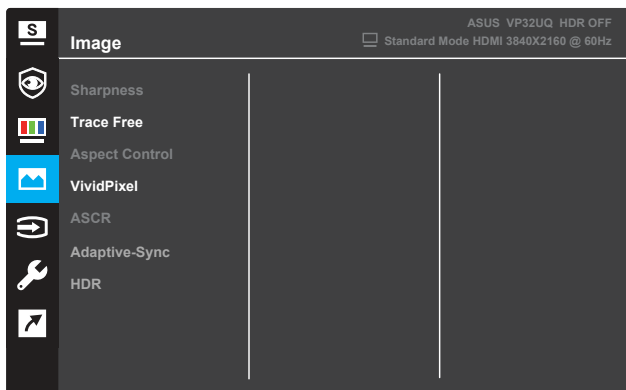 S
Image
ASUS VP32UQ HDR OFF
Standard Mode HDMI 3840X2160 @ 60Hz
Sharpness
Trace Free
Aspect Control
VividPixel
ASCR
Adaptive-Sync
HDR